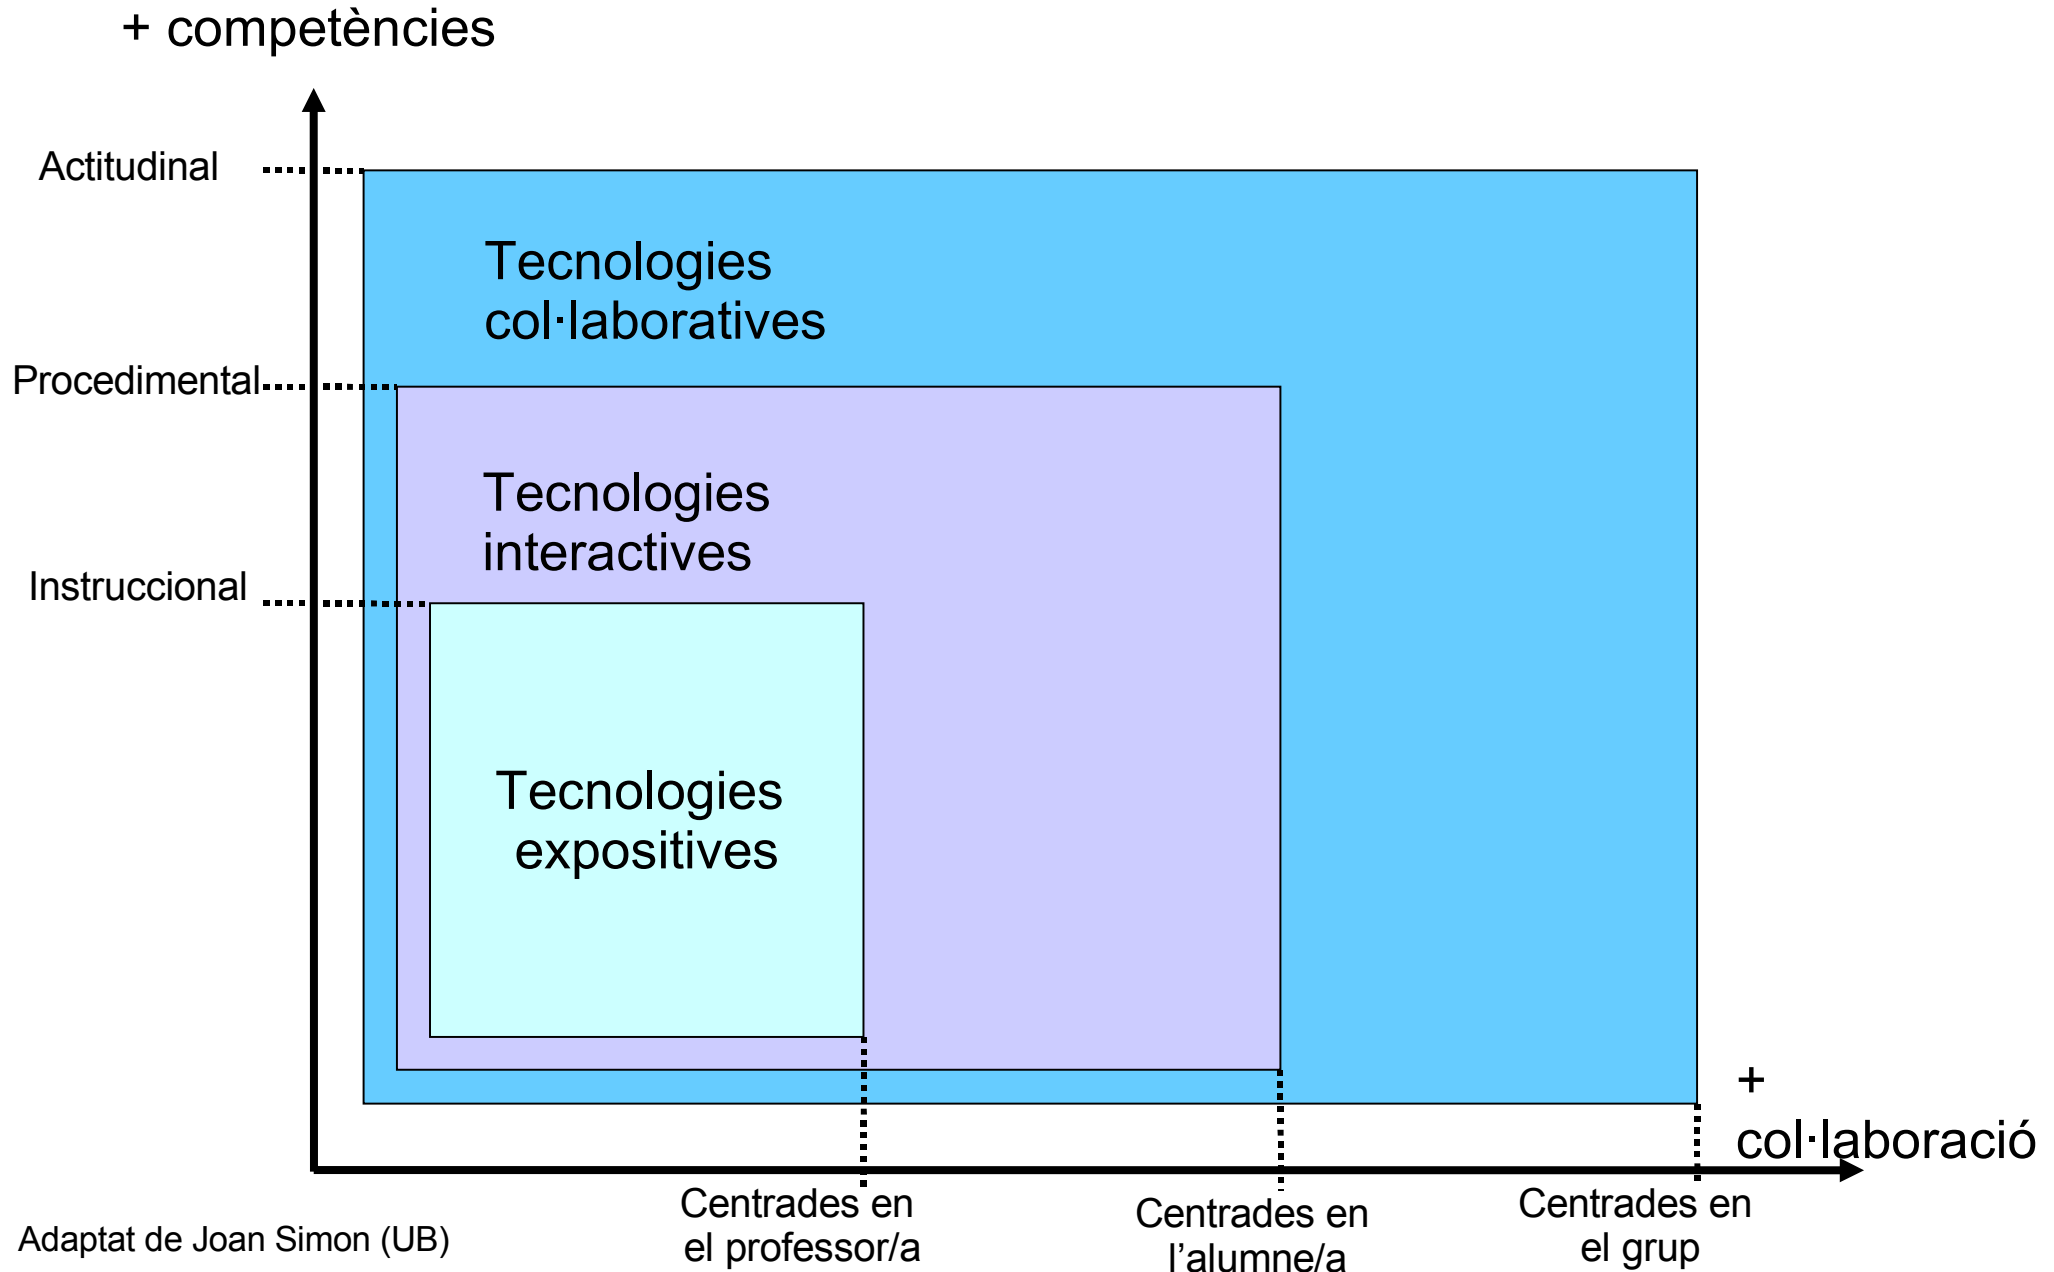 + competències
Actitudinal
Tecnologies
col·laboratives
Procedimental
Tecnologies
interactives
Instruccional
Tecnologies
expositives
+
col·laboració
Centrades en
el professor/a
Centrades en
l’alumne/a
Centrades en
el grup
Adaptat de Joan Simon (UB)